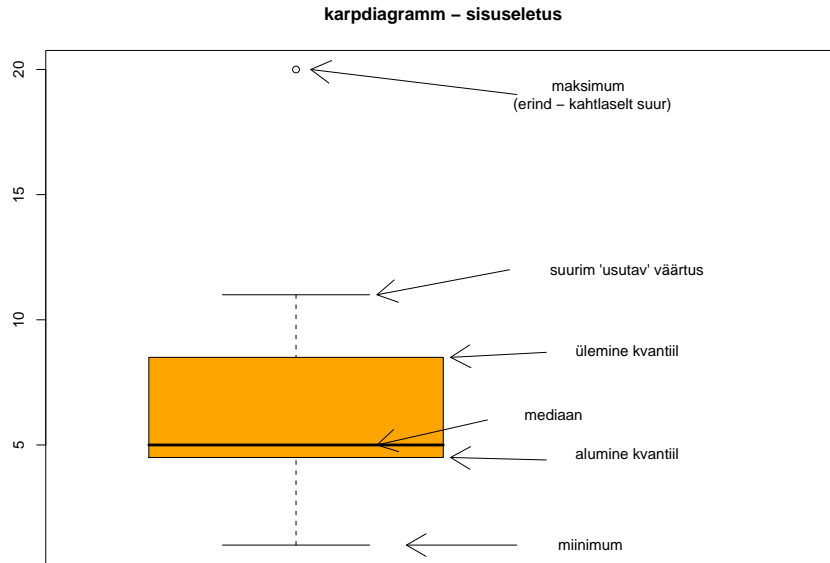 karpdiagramm − sisuseletus
20
maksimum
(erind − kahtlaselt suur)
15
suurim 'usutav' väärtus
10
ülemine kvantiil
mediaan
5
alumine kvantiil
miinimum